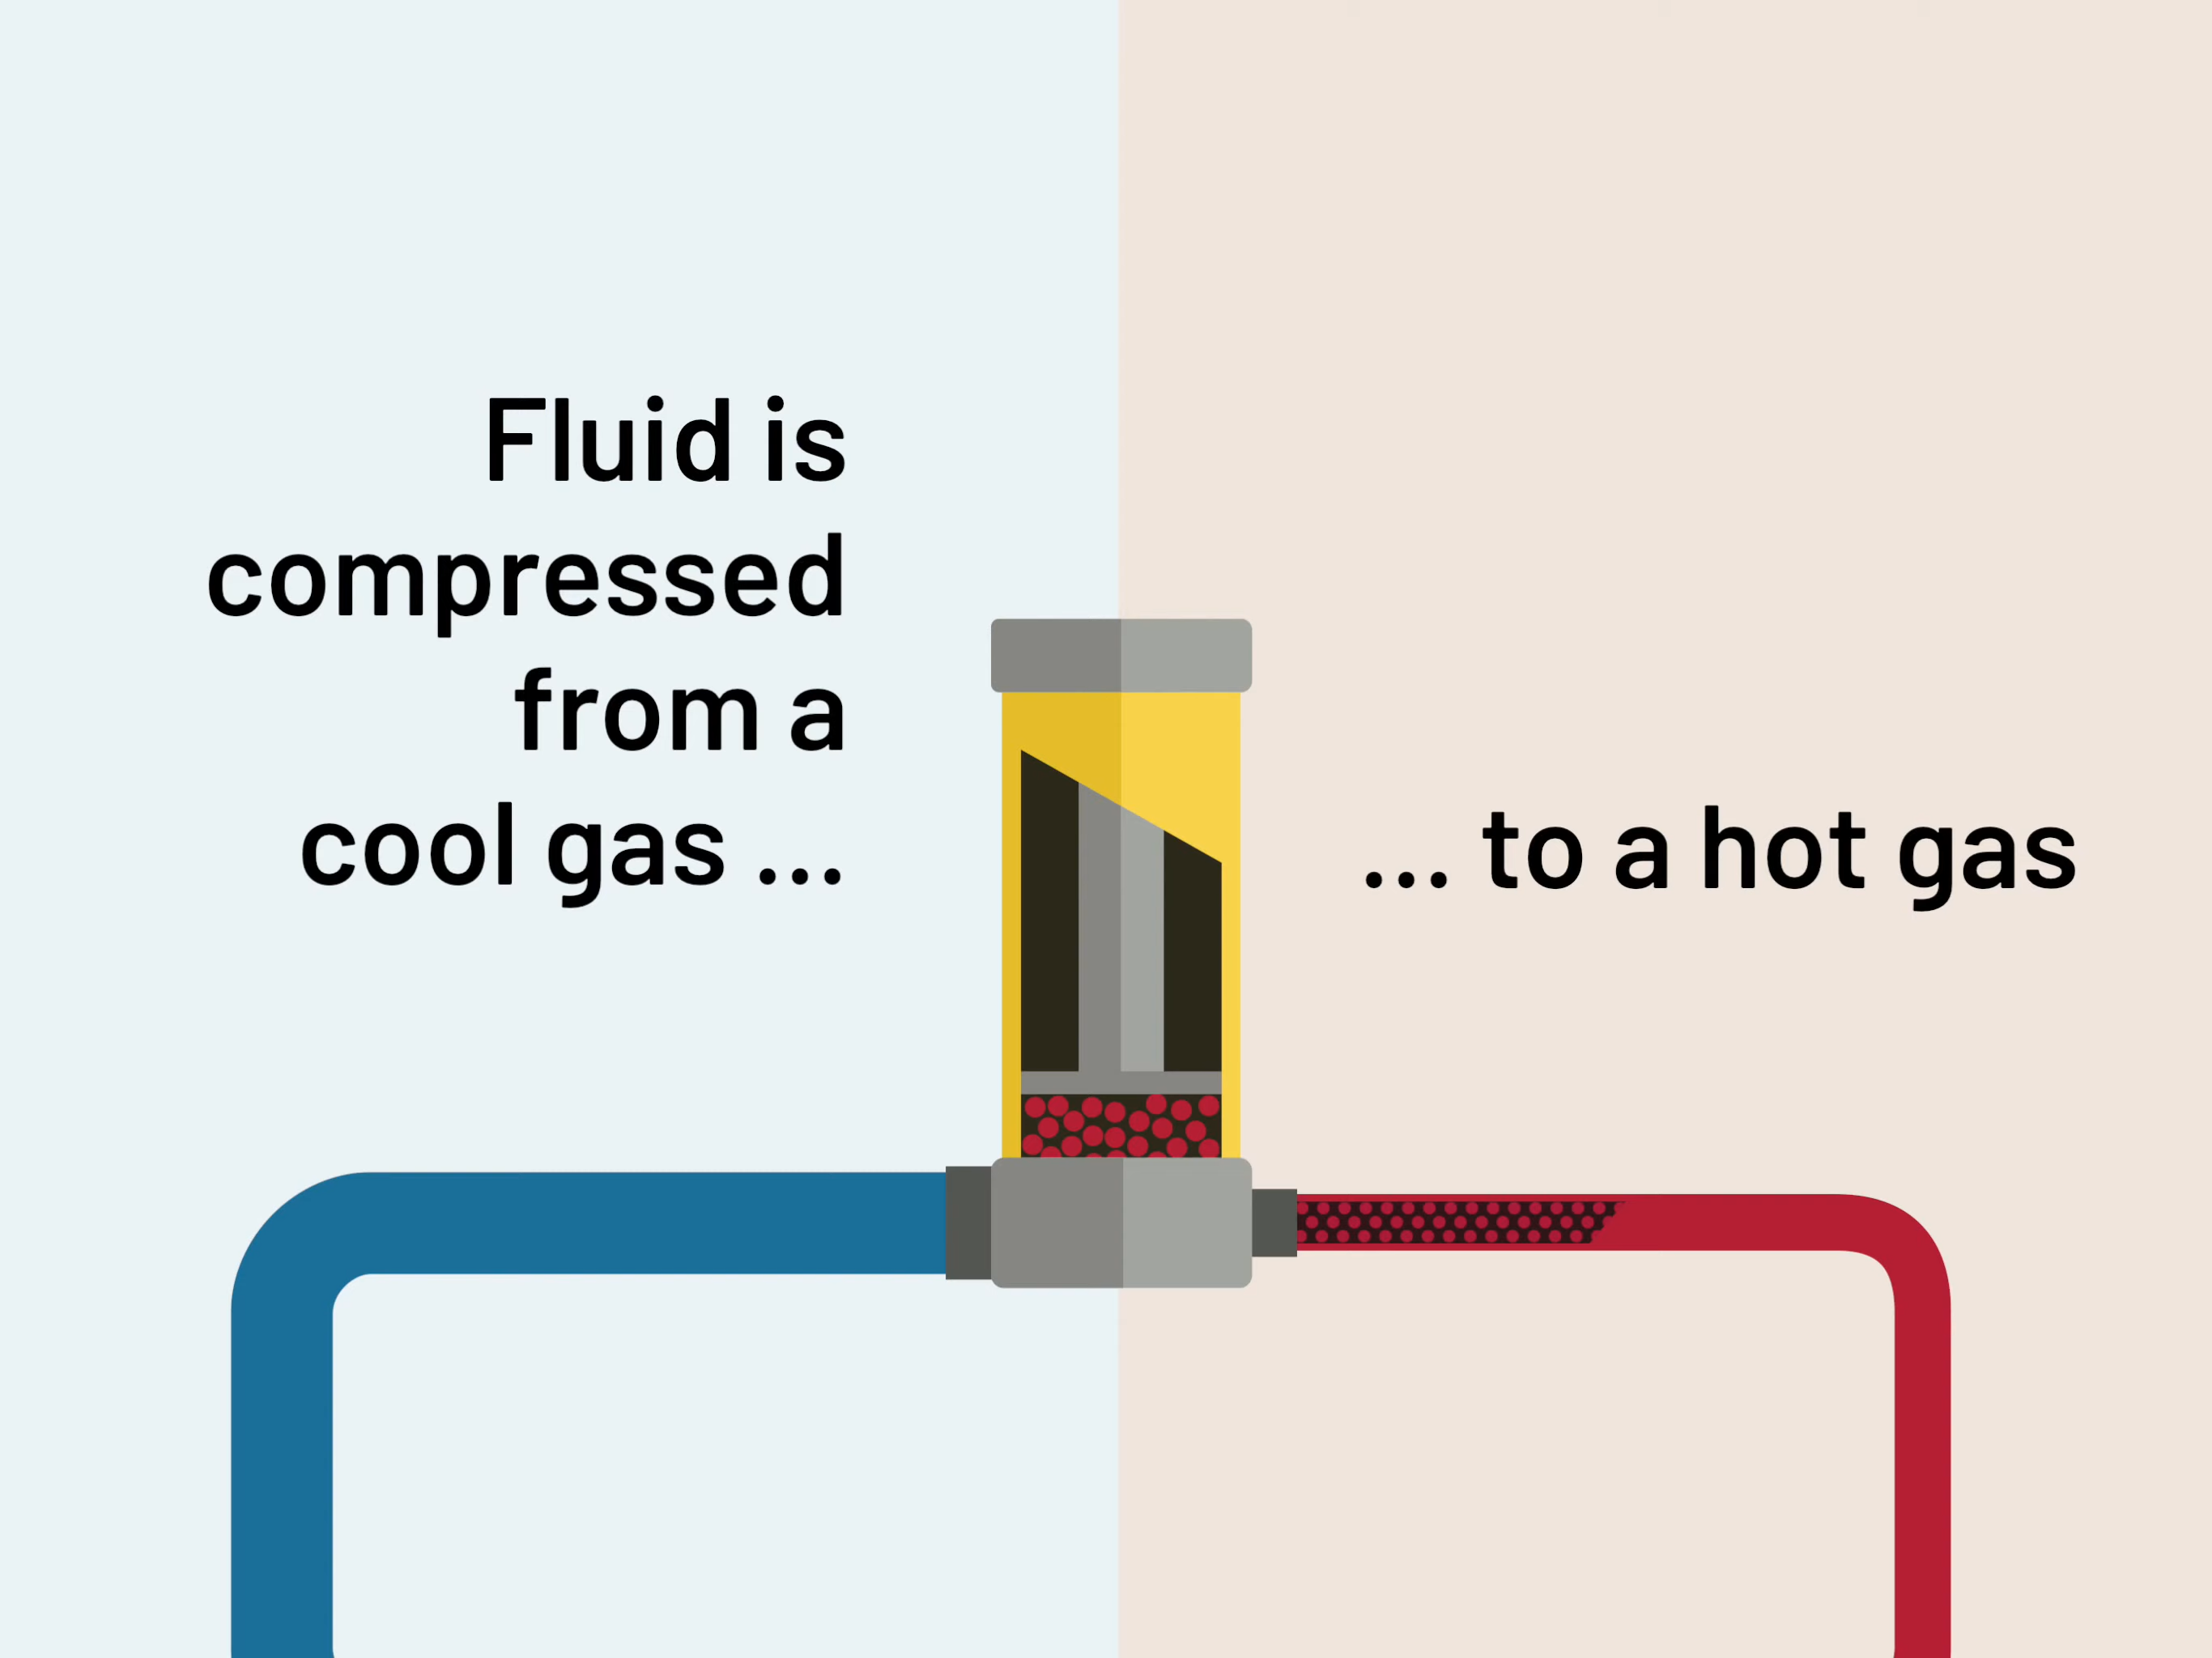 Fluid is
compressed
from a
cool gas ...
... to a hot gas